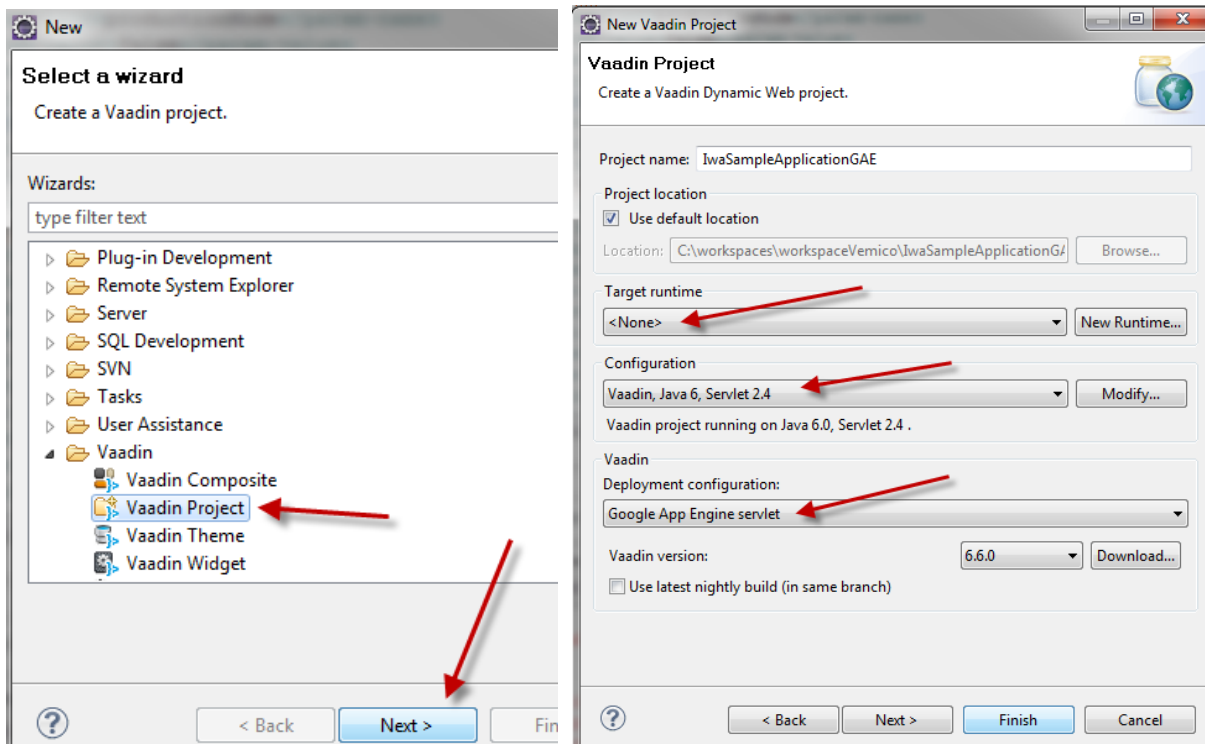 New
Select a wizard
Create a Vaadin project.
Wizards:
type filter text
Plug-in Development
Remote System Explorer
Server
SQL Development
SVN
Tasks
User Assistance
Vaadin
Vaadin Composite
Vaadin Project
Vaadin Theme
Vaadin Widget
?
< Back
Next >
Fin
New Vaadin Project
Vaadin Project
Create a Vaadin Dynamic Web project.
Project name: IwaSampleApplicationGAE
Project location
Use default location
Location: C:\workspaces\workspaceVemico\IwaSampleApplicationGA Browse...
Target runtime
<None> New Runtime...
Configuration
Vaadin, Java 6, Servlet 2.4 Modify...
Vaadin project running on Java 6.0, Servlet 2.4 .
Vaadin
Deployment configuration:
Google App Engine servlet
Vaadin version: 6.6.0 Download...
Use latest nightly build (in same branch)
? < Back Next > Finish Cancel